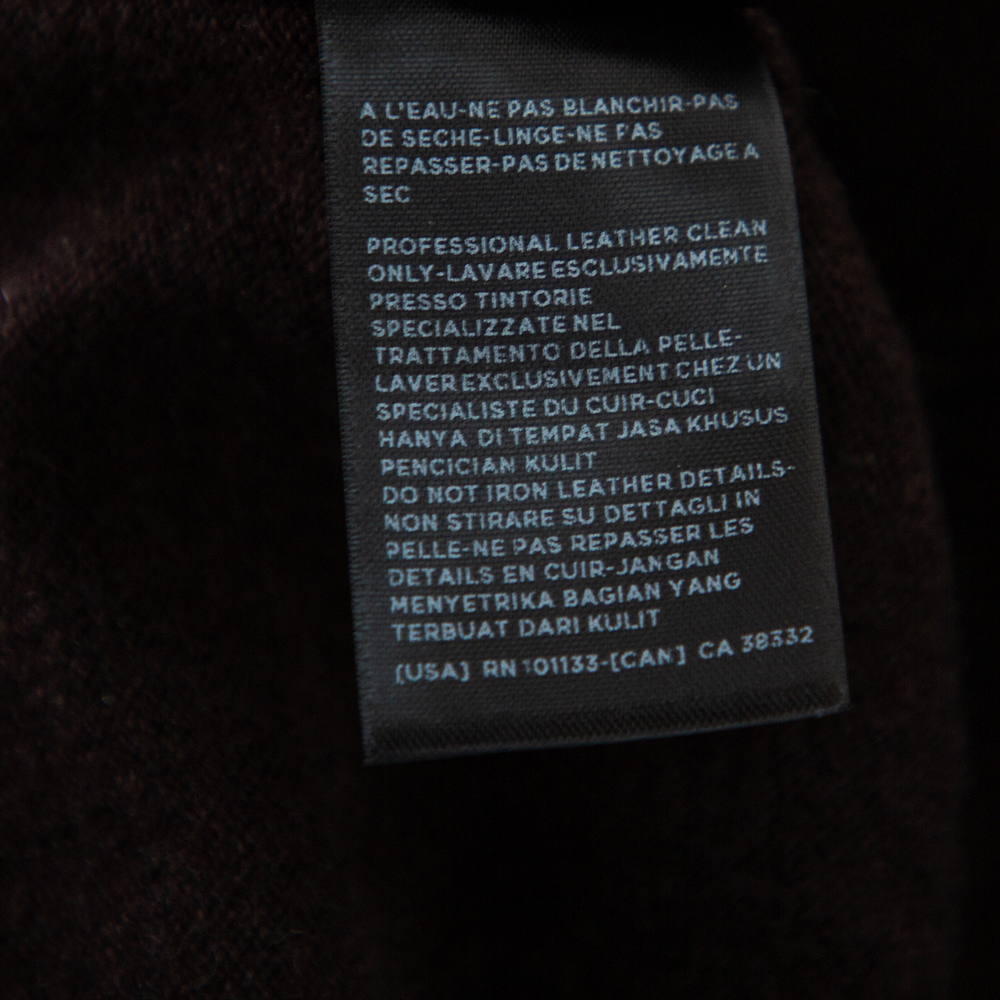 A L'EAU-NE PAS BLANCHIR-PAS
DE SECHE-LINGE-NE PAS
REPASSER-PAS DE NETTOYAGE A
SEC
PROFESSIONAL LEATHER CLEAN
ONLY-LAVARE ESCLUSIVAMENTE
PRESSO TINTORIE
SPECIALIZZATE NEL
TRATTAMENTO DELLA PELLE-
LAVER EXCLUSIVEMENT CHEZ UN
SPECIALISTE DU CUIR-CUCI
HANYA DI TEMPAT JASA KHUSUS
PENCICIAN KULIT
DO NOT IRON LEATHER DETAILS-
NON STIRARE SU DETTAGLI IN
PELLE-NE PAS REPASSER LES
DETAILS EN CUIR-JANGAN
MENYETRIKA BAGIAN YANG
TERBUAT DARI KULIT
[USA] RN 101133-[CAN] CA 38332